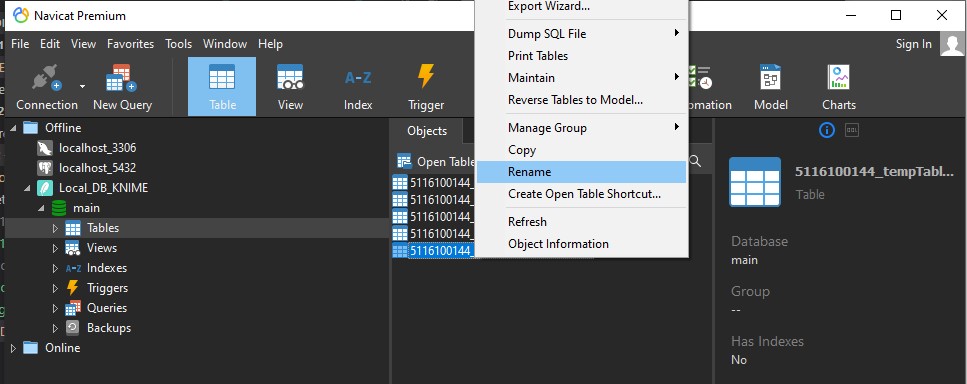 Navicat Premium
File Edit View Favorites Tools Window Help
Sign In
Connection
New Query
Table
View
A-Z
Index
Trigger
Model
Charts
Offline
localhost_3306
localhost_5432
Local_DB_KNIME
main
Tables
Views
A-Z Indexes
Triggers
Queries
Backups
Online
Objects
Open Table
5116100144_
5116100144_
5116100144_
5116100144_
5116100144_
Export Wizard...
Dump SQL File
Print Tables
Maintain
Reverse Tables to Model...
Manage Group
Copy
Rename
Create Open Table Shortcut...
Refresh
Object Information
DDL
5116100144_tempTabl...
Table
Database
main
Group
--
Has Indexes
No